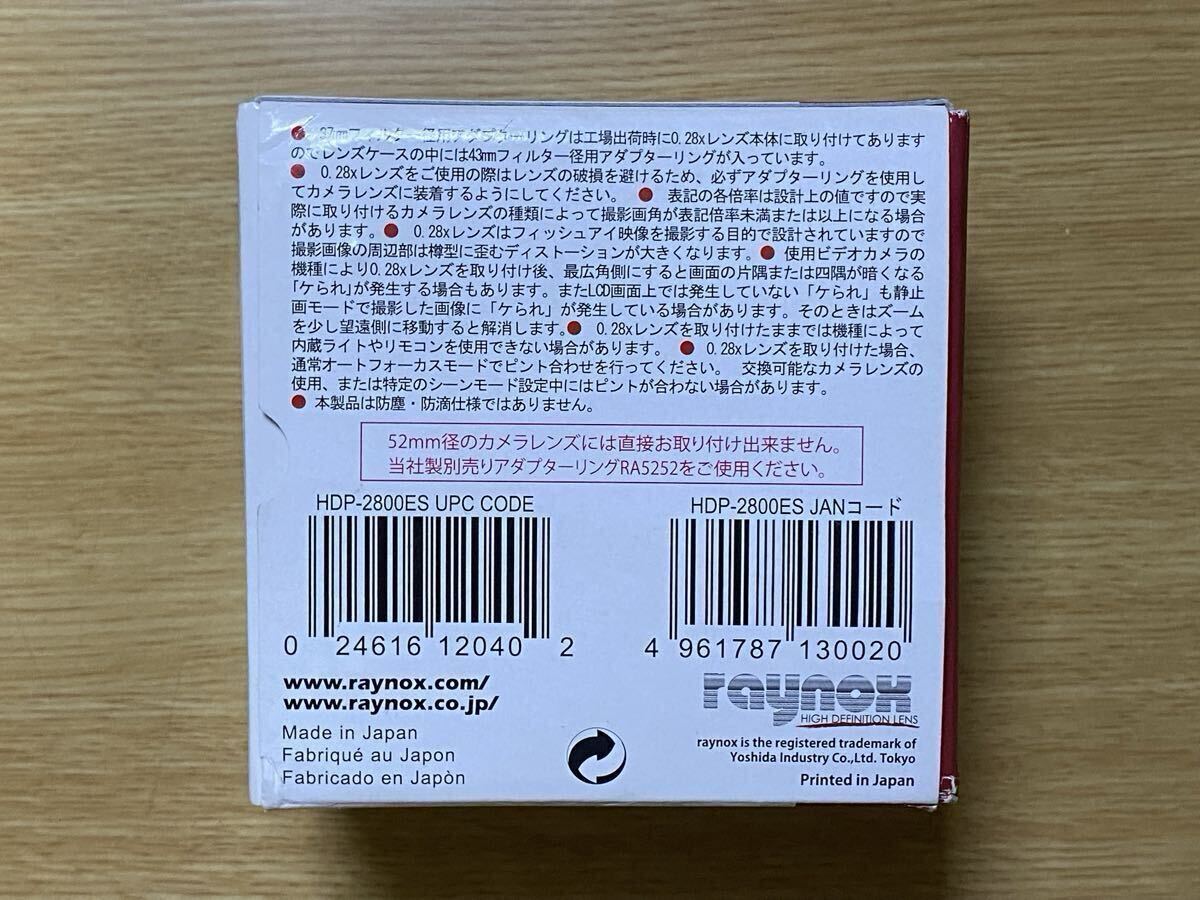 ● 37mmフィルター径用アダプターリングは工場出荷時に0.28xレンズ本体に取り付けてあります
のでレンズケースの中には43mmフィルター径用アダプターリングが入っています。
● 0.28xレンズをご使用の際はレンズの破損を避けるため、必ずアダプターリングを使用し
てカメラレンズに装着するようにしてください。 ● 表記の各倍率は設計上の値ですので実
際に取り付けるカメラレンズの種類によって撮影画角が表記倍率未満または以上になる場合
があります。● 0.28xレンズはフィッシュアイ映像を撮影する目的で設計されていますので
撮影画像の周辺部は樽型に歪むディストーションが大きくなります。● 使用ビデオカメラの
機種により0.28xレンズを取り付け後、最広角側にすると画面の片隅または四隅が暗くなる
「ケられ」が発生する場合もあります。またLCD画面上では発生していない「ケられ」も静止
画モードで撮影した画像に「ケられ」が発生している場合があります。そのときはズーム
を少し望遠側に移動すると解消します。● 0.28xレンズを取り付けたままでは機種によって
内蔵ライトやリモコンを使用できない場合があります。 ● 0.28xレンズを取り付けた場合、
通常オートフォーカスモードでピント合わせを行ってください。 交換可能なカメラレンズの
使用、または特定のシーンモード設定中にはピントが合わない場合があります。
● 本製品は防塵・防滴仕様ではありません。
52mm径のカメラレンズには直接お取り付け出来ません。
当社製別売りアダプターリングRA5252をご使用ください。
HDP-2800ES UPC CODE
0 24616 12040 2
HDP-2800ES JANコード
4 961787 130020
www.raynox.com/
www.raynox.co.jp/
Made in Japan
Fabriqué au Japon
Fabricado en Japòn
raynox
HIGH DEFINITION LENS
raynox is the registered trademark of
Yoshida Industry Co.,Ltd. Tokyo
Printed in Japan